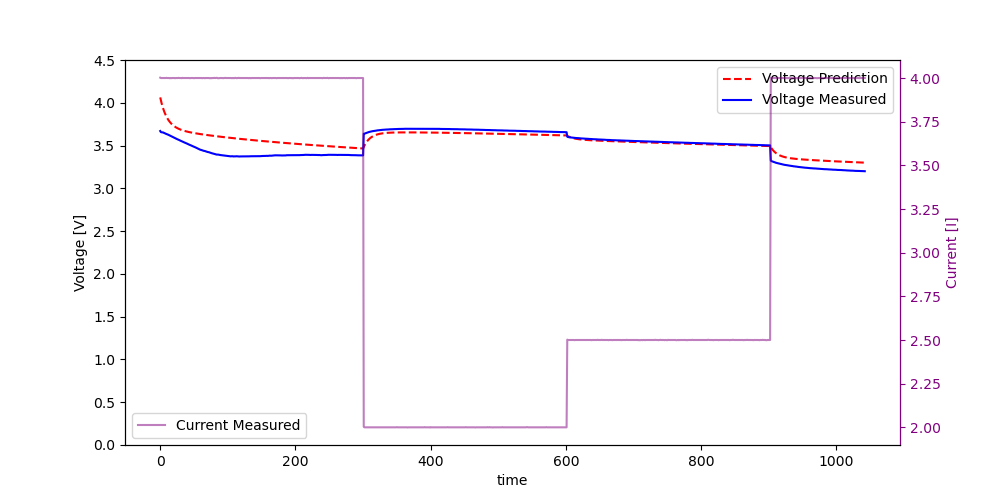 4.5
4.0
3.5
3.0
2.5
2.0
1.5
1.0
0.5
0.0
Voltage [V]
Voltage Prediction
Voltage Measured
Current Measured
4.00
3.75
3.50
3.25
3.00
2.75
2.50
2.25
2.00
Current [I]
0 200 400 600 800 1000
time